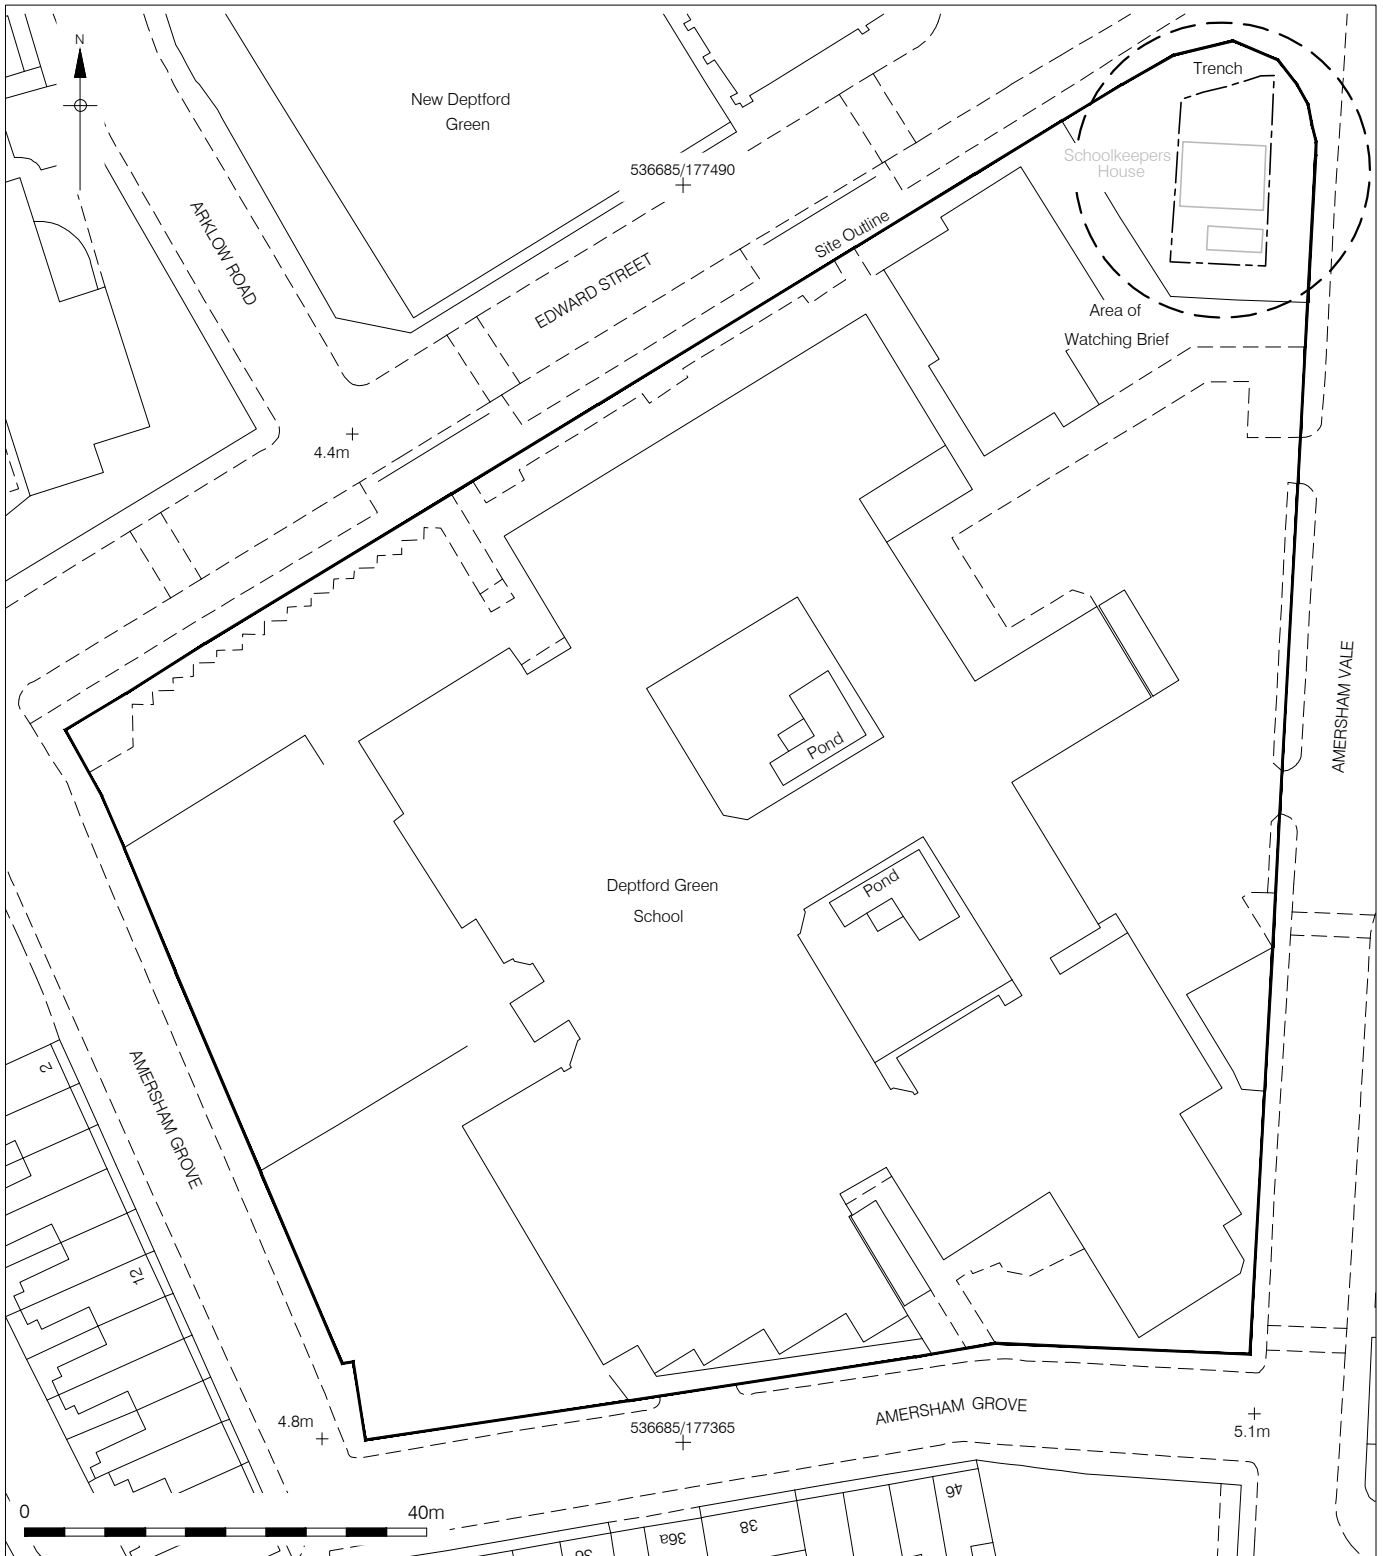 N
Trench
New Deptford
Green
Schoolkeepers
House
536685/177490
ARKLOW ROAD
Site Outline
EDWARD STREET
Area of
Watching Brief
4.4m
AMERSHAM VALE
Pond
Deptford Green
School
Pond
2
AMERSHAM GROVE
12
4.8m
536685/177365
AMERSHAM GROVE
5.1m
46
0
40m
38
36a